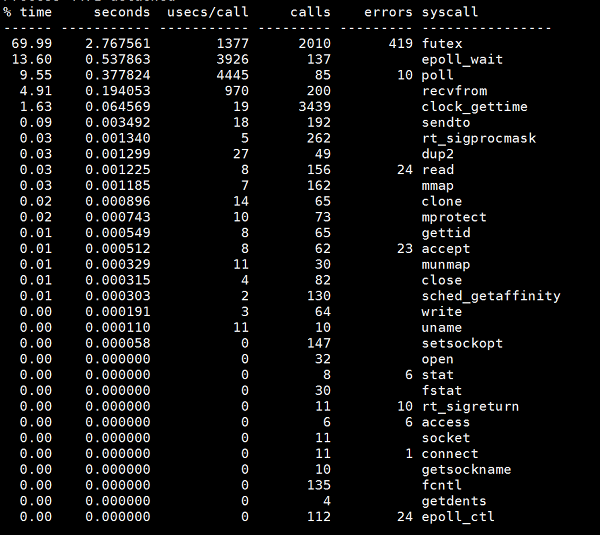 % time seconds usecs/call calls errors syscall
------ ----------- ----------- --------- --------- ----------------
69.99 2.767561 1377 2010 419 futex
13.60 0.537863 3926 137 epoll_wait
9.55 0.377824 4445 85 10 poll
4.91 0.194053 970 200 recvfrom
1.63 0.064569 19 3439 clock_gettime
0.09 0.003492 18 192 sendto
0.03 0.001340 5 262 rt_sigprocmask
0.03 0.001299 27 49 dup2
0.03 0.001225 8 156 24 read
0.03 0.001185 7 162 mmap
0.02 0.000896 14 65 clone
0.02 0.000743 10 73 mprotect
0.01 0.000549 8 65 gettid
0.01 0.000512 8 62 23 accept
0.01 0.000329 11 30 munmap
0.01 0.000315 4 82 close
0.01 0.000303 2 130 sched_getaffinity
0.00 0.000191 3 64 write
0.00 0.000110 11 10 uname
0.00 0.000058 0 147 setsockopt
0.00 0.000000 0 32 open
0.00 0.000000 0 8 6 stat
0.00 0.000000 0 30 fstat
0.00 0.000000 0 11 10 rt_sigreturn
0.00 0.000000 0 6 6 access
0.00 0.000000 0 11 socket
0.00 0.000000 0 11 1 connect
0.00 0.000000 0 10 getsockname
0.00 0.000000 0 135 fcntl
0.00 0.000000 0 4 getdents
0.00 0.000000 0 112 24 epoll_ctl